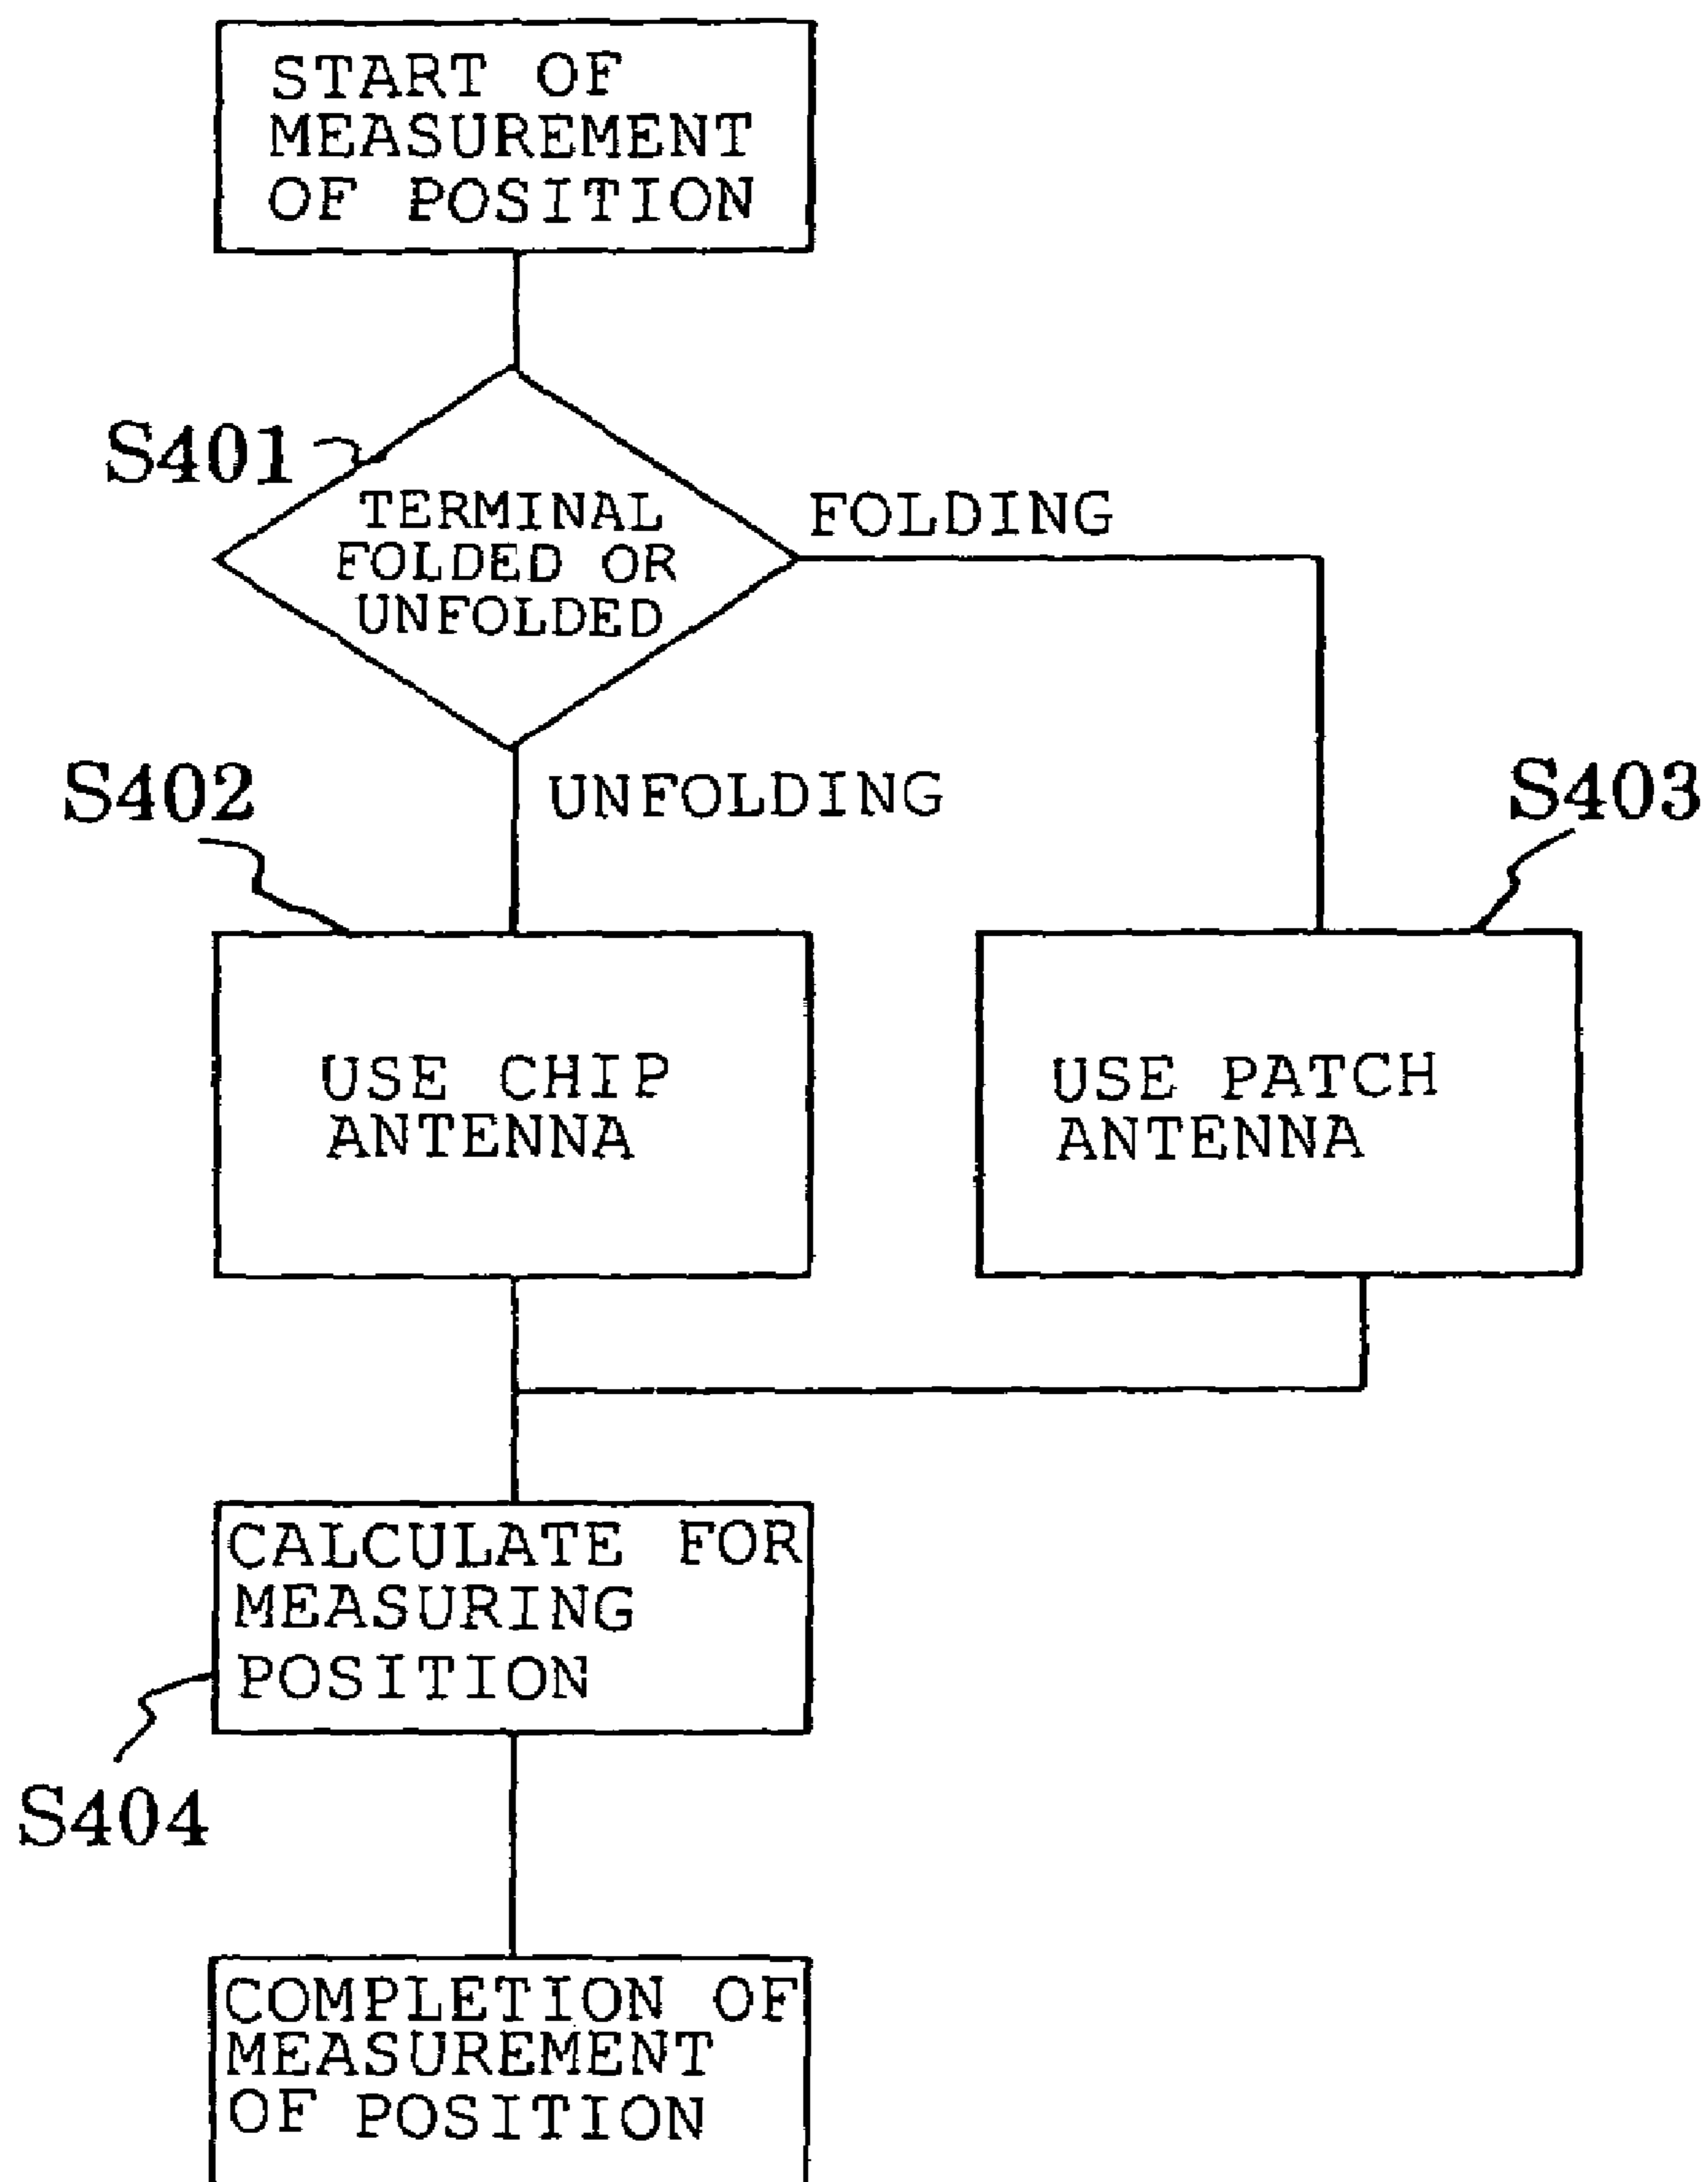 START OF
MEASUREMENT
OF POSITION
S401
TERMINAL
FOLDED OR
UNFOLDED
FOLDING
S402
UNFOLDING
S403
USE CHIP
ANTENNA
USE PATCH
ANTENNA
CALCULATE FOR
MEASURING
POSITION
S404
COMPLETION OF
MEASUREMENT
OF POSITION